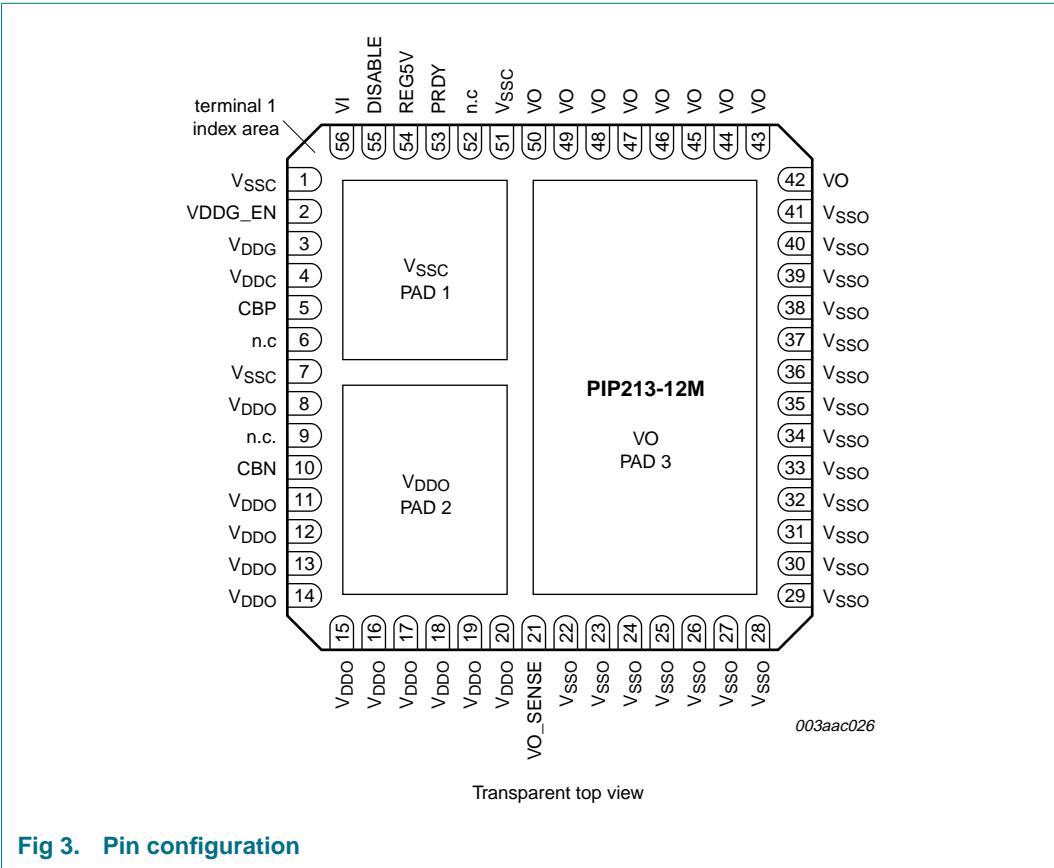 terminal 1
index area
VI
DISABLE
REG5V
PRDY
n.c
VSSC
VO
VO
VO
VO
VO
VO
VO
VO
56
55
54
53
52
51
50
49
48
47
46
45
44
43
VSSC 1
VDDG_EN 2
VDDG 3
VDDC 4
CBP 5
n.c 6
VSSC 7
VDDO 8
n.c. 9
CBN 10
VDDO 11
VDDO 12
VDDO 13
VDDO 14
VSSC
PAD 1
VDDO
PAD 2
PIP213-12M
VO
PAD 3
42 VO
41 VSSO
40 VSSO
39 VSSO
38 VSSO
37 VSSO
36 VSSO
35 VSSO
34 VSSO
33 VSSO
32 VSSO
31 VSSO
30 VSSO
29 VSSO
15
16
17
18
19
20
21
22
23
24
25
26
27
28
VDDO
VDDO
VDDO
VDDO
VDDO
VDDO
VO_SENSE
VSSO
VSSO
VSSO
VSSO
VSSO
VSSO
VSSO
003aac026
Transparent top view
Fig 3. Pin configuration